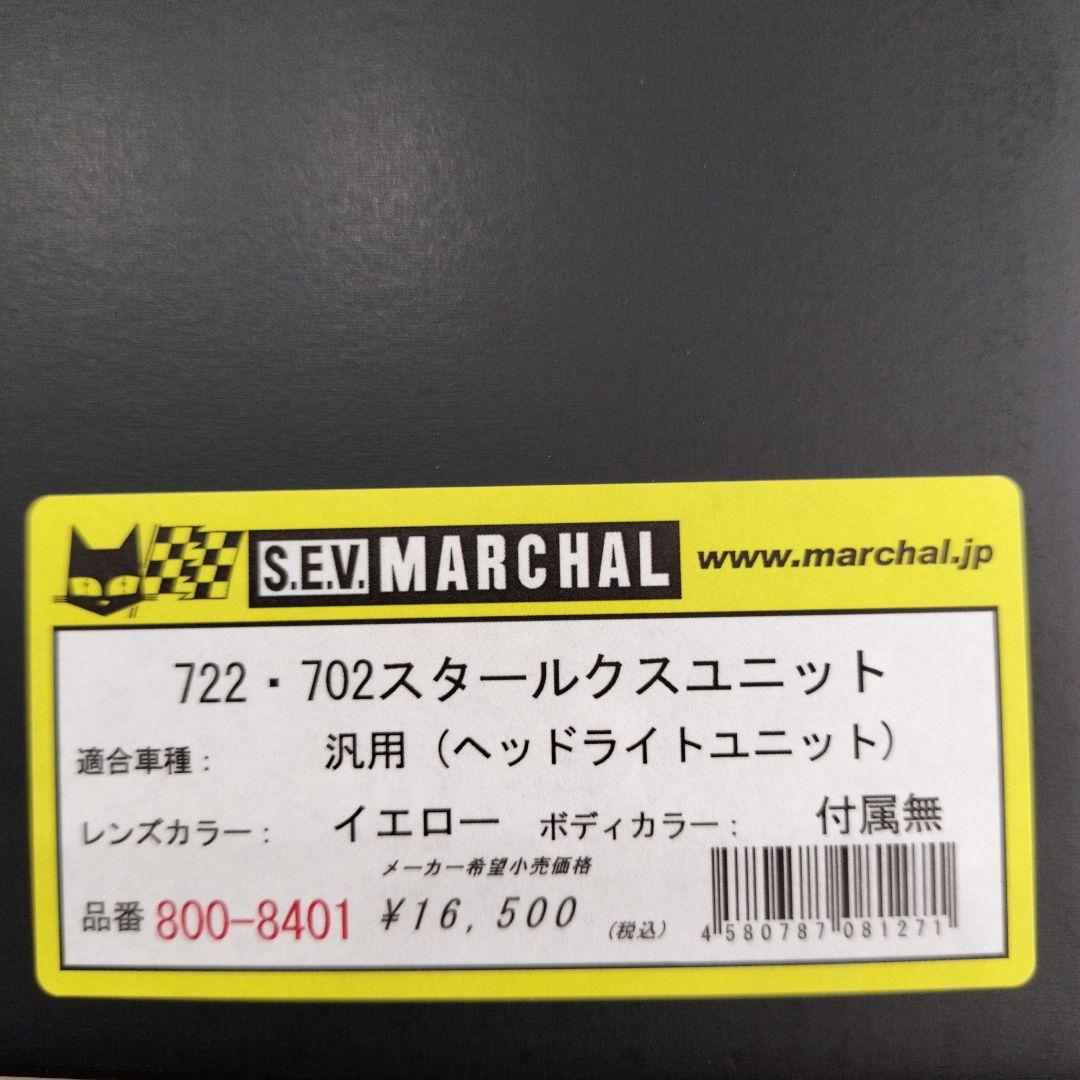 S.E.V. MARCHAL www.marchal.jp
722・702スタールクスユニット
適合車種： 汎用（ヘッドライトユニット）
レンズカラー： イエロー ボディカラー： 付属無
メーカー希望小売価格
品番 800-8401 ¥16,500 (税込)
4 580787 081271